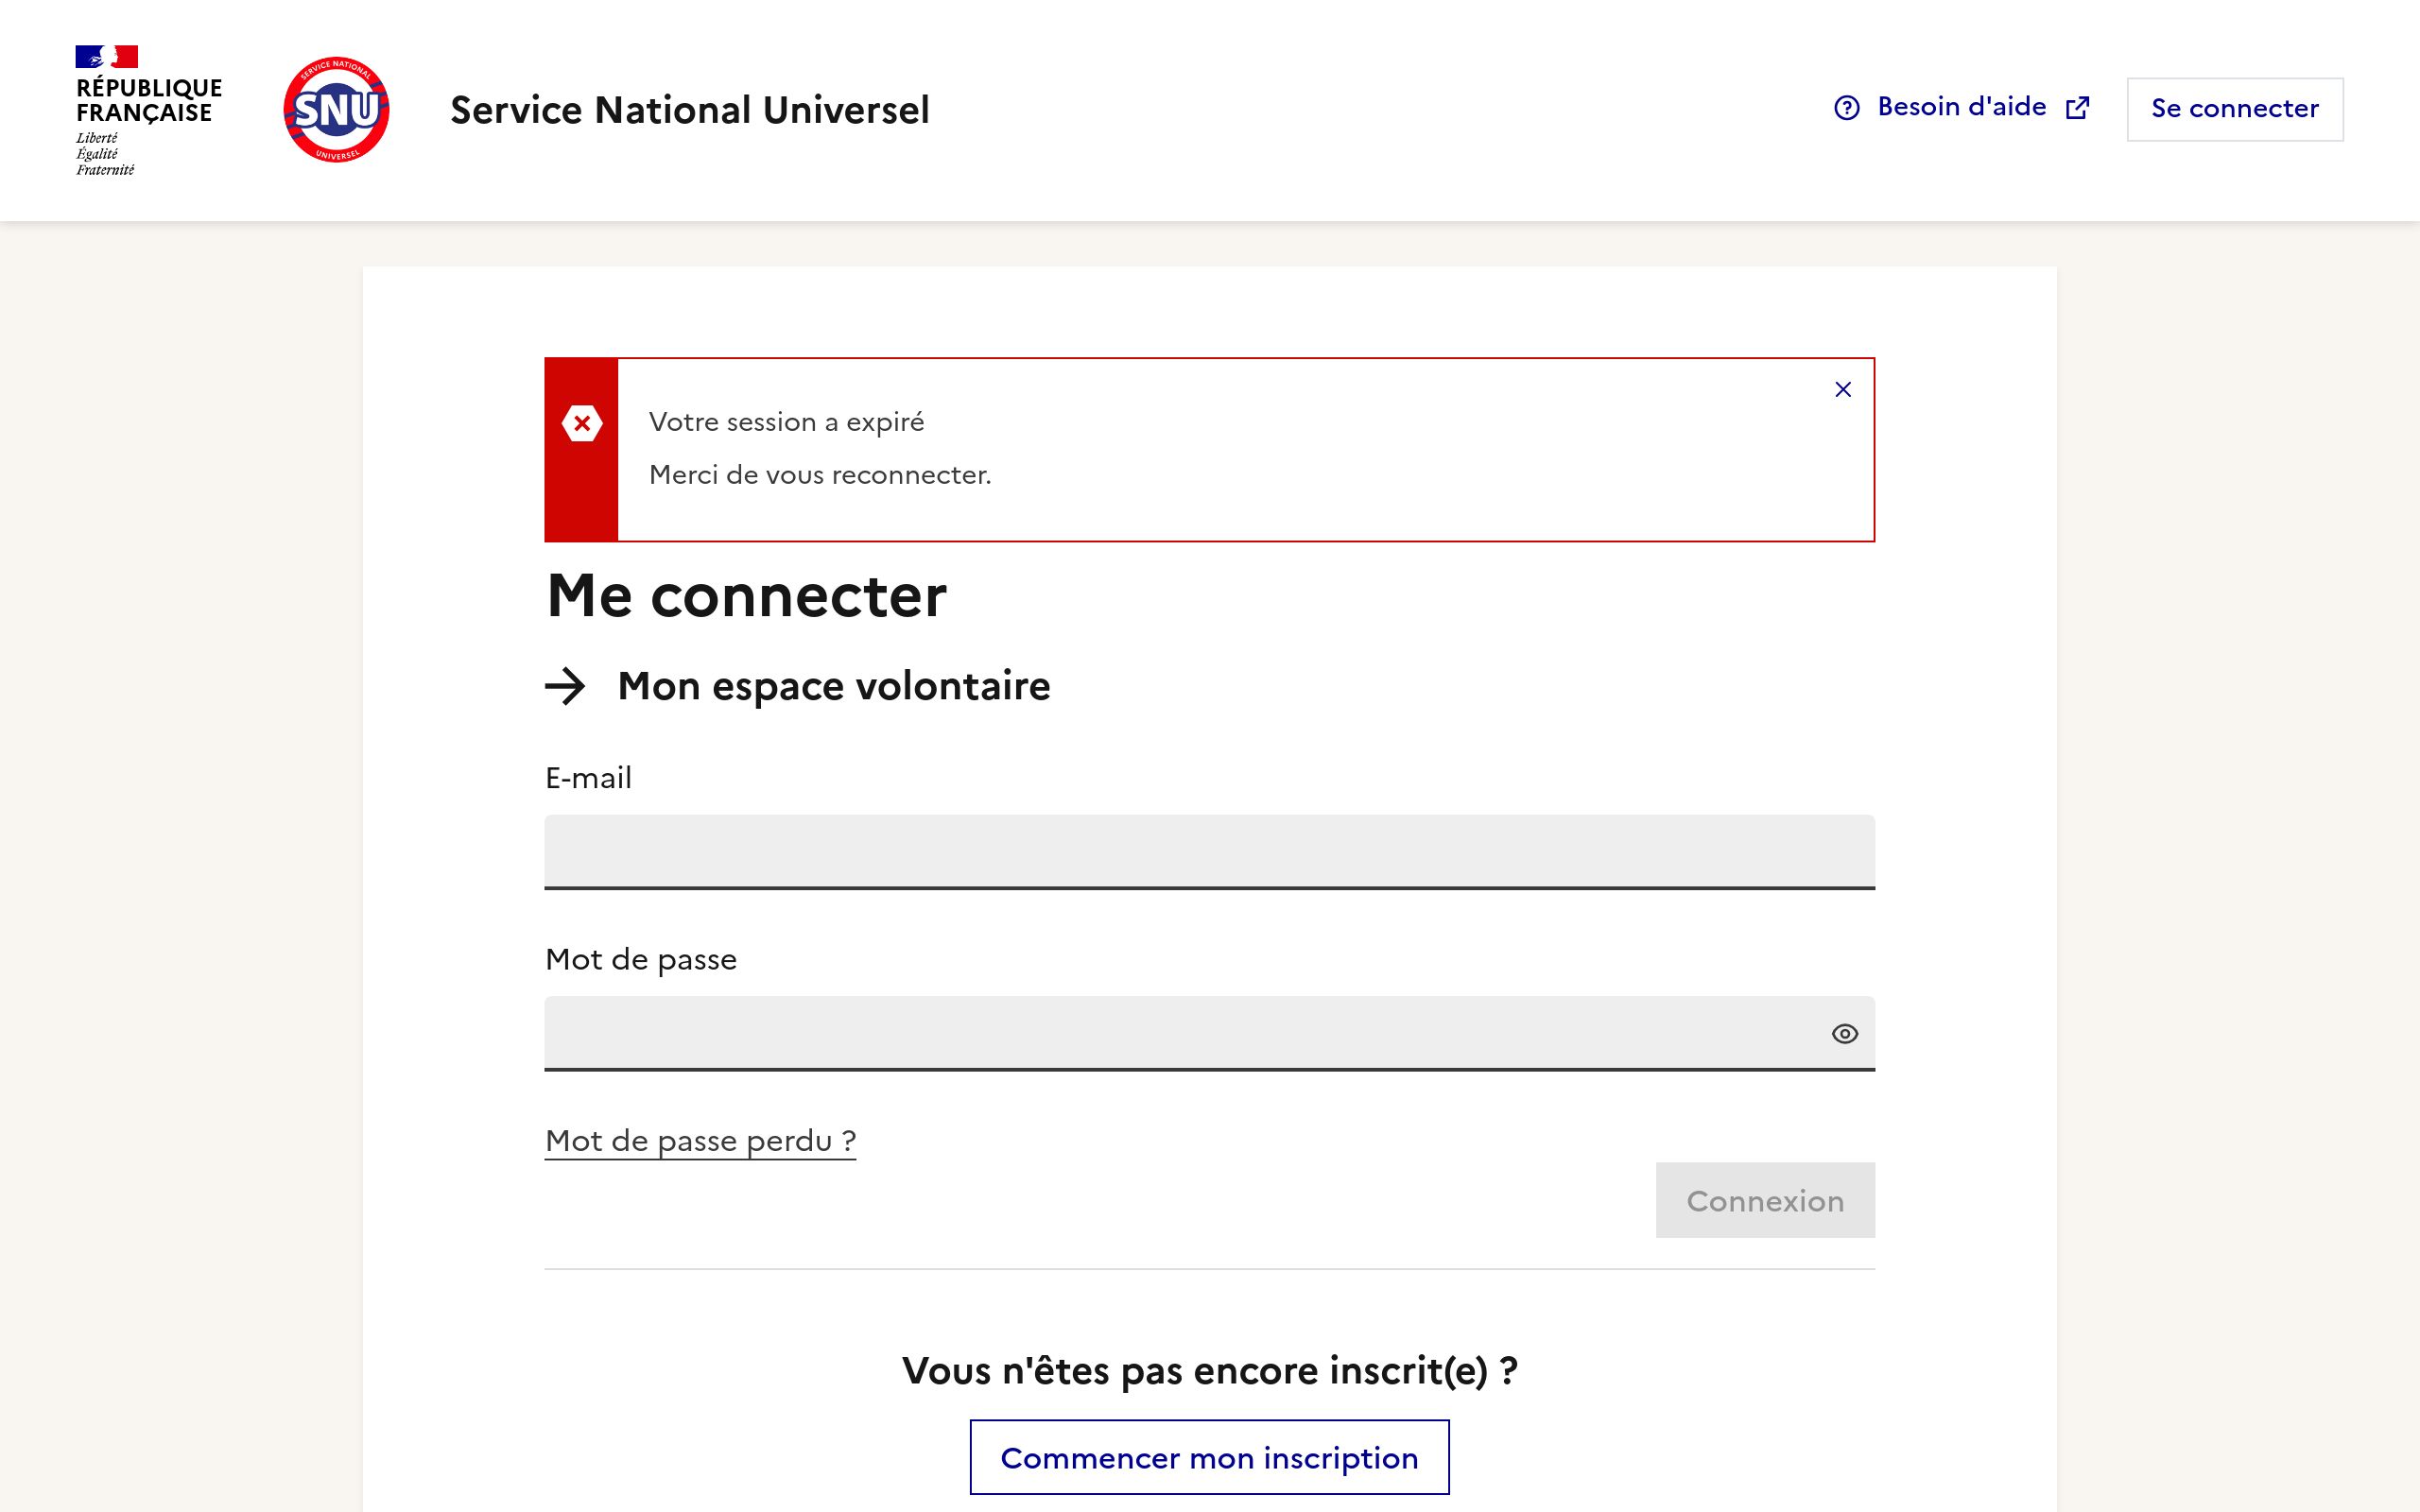 RÉPUBLIQUE
FRANÇAISE
Liberté
Égalité
Fraternité
SERVICE NATIONAL
SNU
UNIVERSEL
Service National Universel
Besoin d'aide
Se connecter
Votre session a expiré
Merci de vous reconnecter.
Me connecter
Mon espace volontaire
E-mail
Mot de passe
Mot de passe perdu ?
Connexion
Vous n'êtes pas encore inscrit(e) ?
Commencer mon inscription